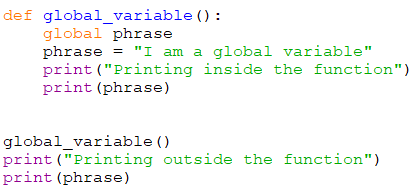 def global_variable():
    global phrase
    phrase = "I am a global variable"
    print("Printing inside the function")
    print(phrase)
global_variable()
print("Printing outside the function")
print(phrase)